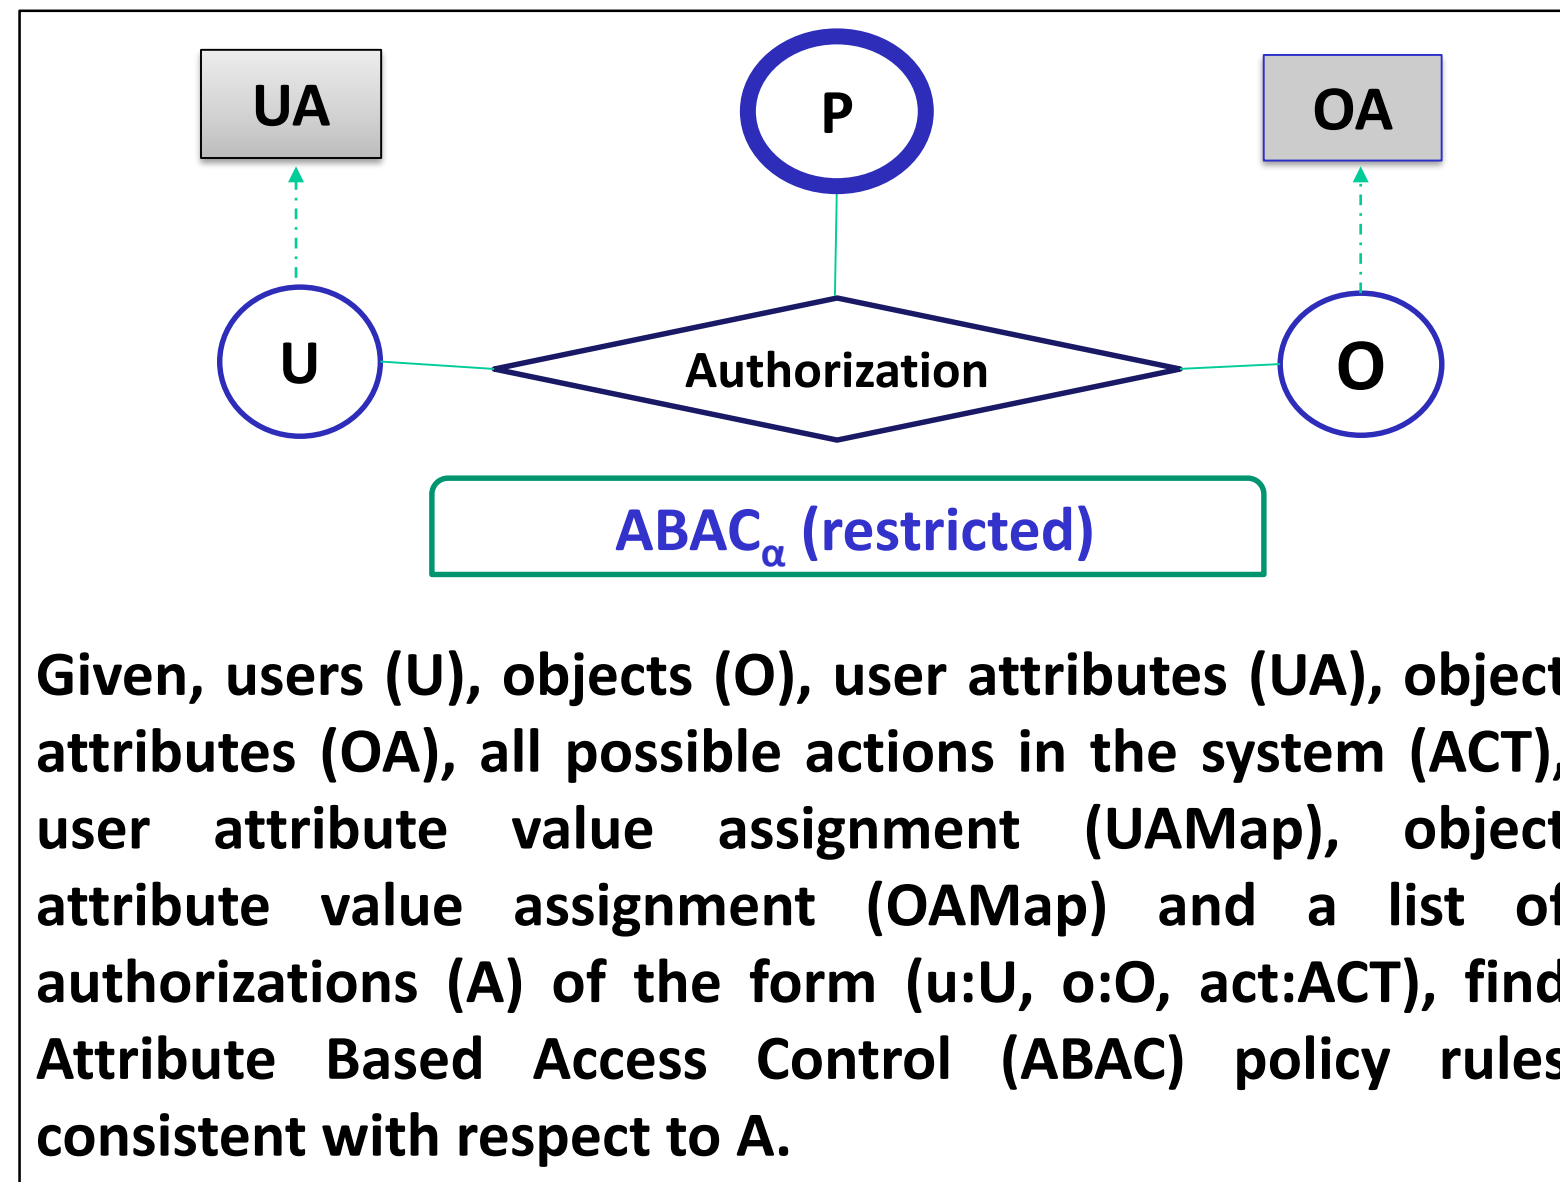 UA
P
OA
U
Authorization
O
ABACα (restricted)
Given, users (U), objects (O), user attributes (UA), object
attributes (OA), all possible actions in the system (ACT),
user attribute value assignment (UAMap), object
attribute value assignment (OAMap) and a list of
authorizations (A) of the form (u:U, o:O, act:ACT), find
Attribute Based Access Control (ABAC) policy rules
consistent with respect to A.